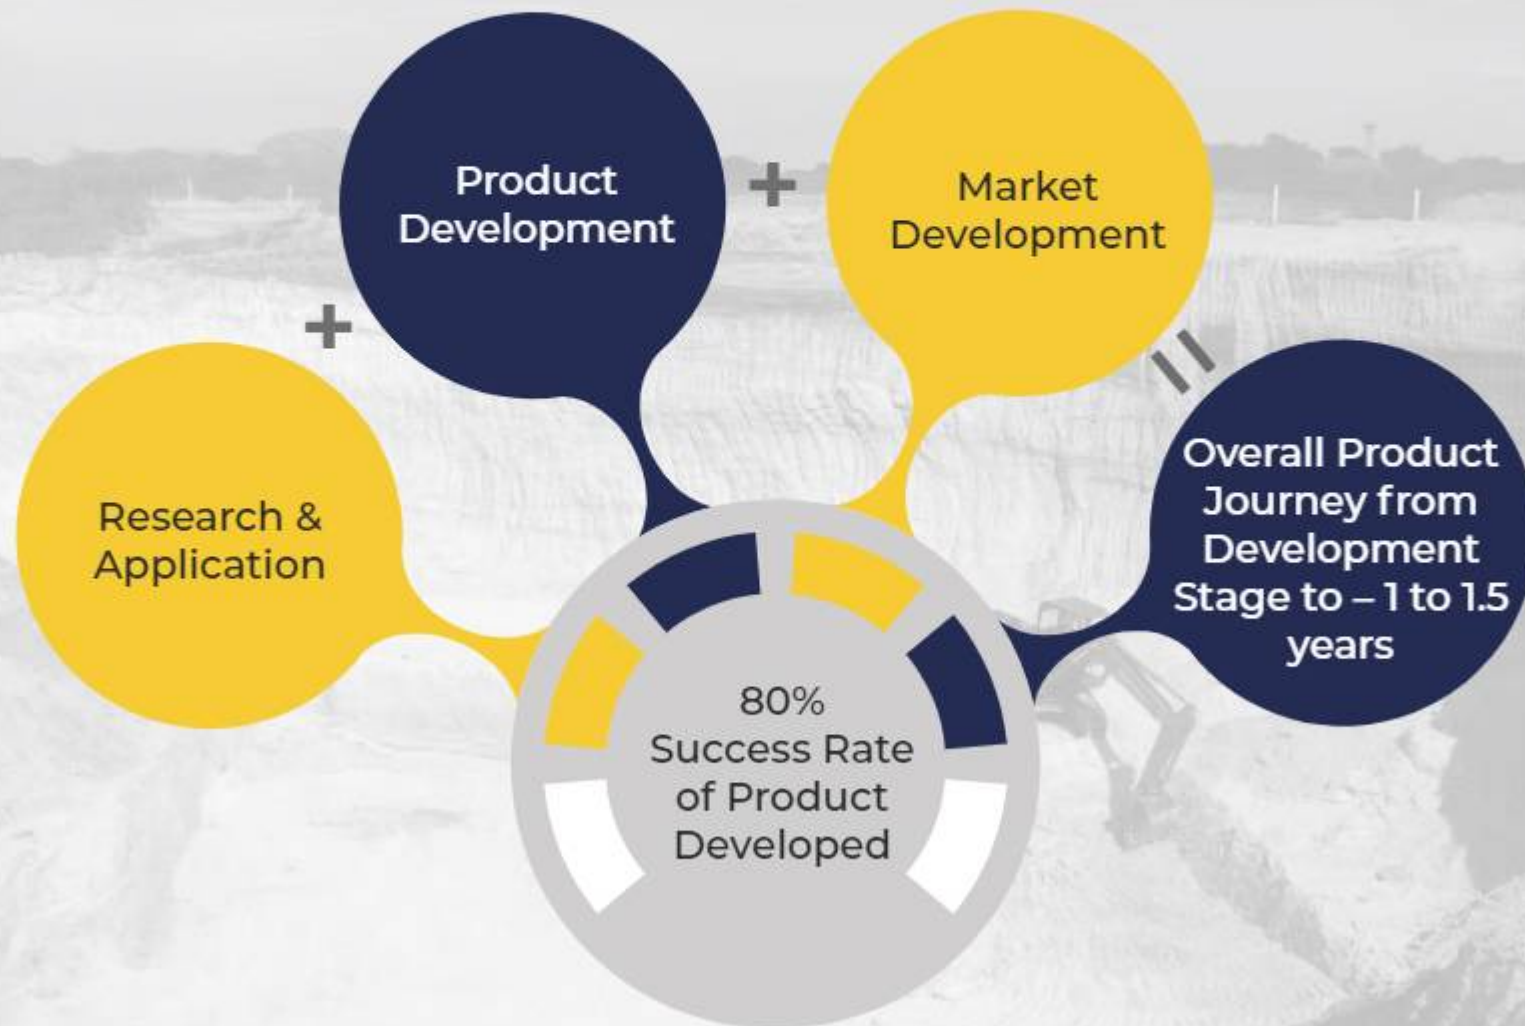 Product
Development
+
Market
Development
+
=
Research &
Application
Overall Product
Journey from
Development
Stage to – 1 to 1.5
years
80%
Success Rate
of Product
Developed